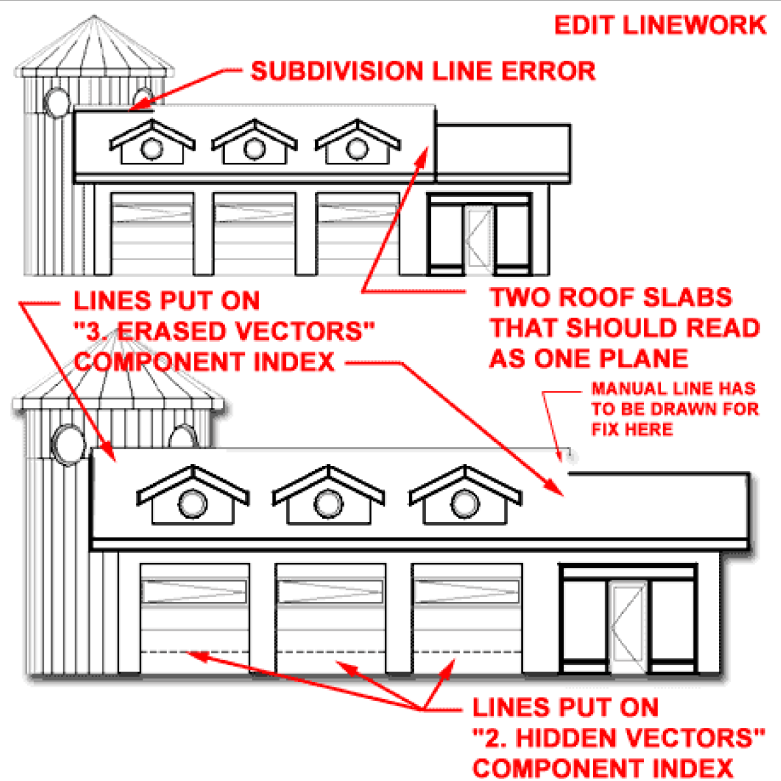 EDIT LINEWORK
SUBDIVISION LINE ERROR
LINES PUT ON
"3. ERASED VECTORS"
COMPONENT INDEX
TWO ROOF SLABS
THAT SHOULD READ
AS ONE PLANE
MANUAL LINE HAS
TO BE DRAWN FOR
FIX HERE
LINES PUT ON
"2. HIDDEN VECTORS"
COMPONENT INDEX